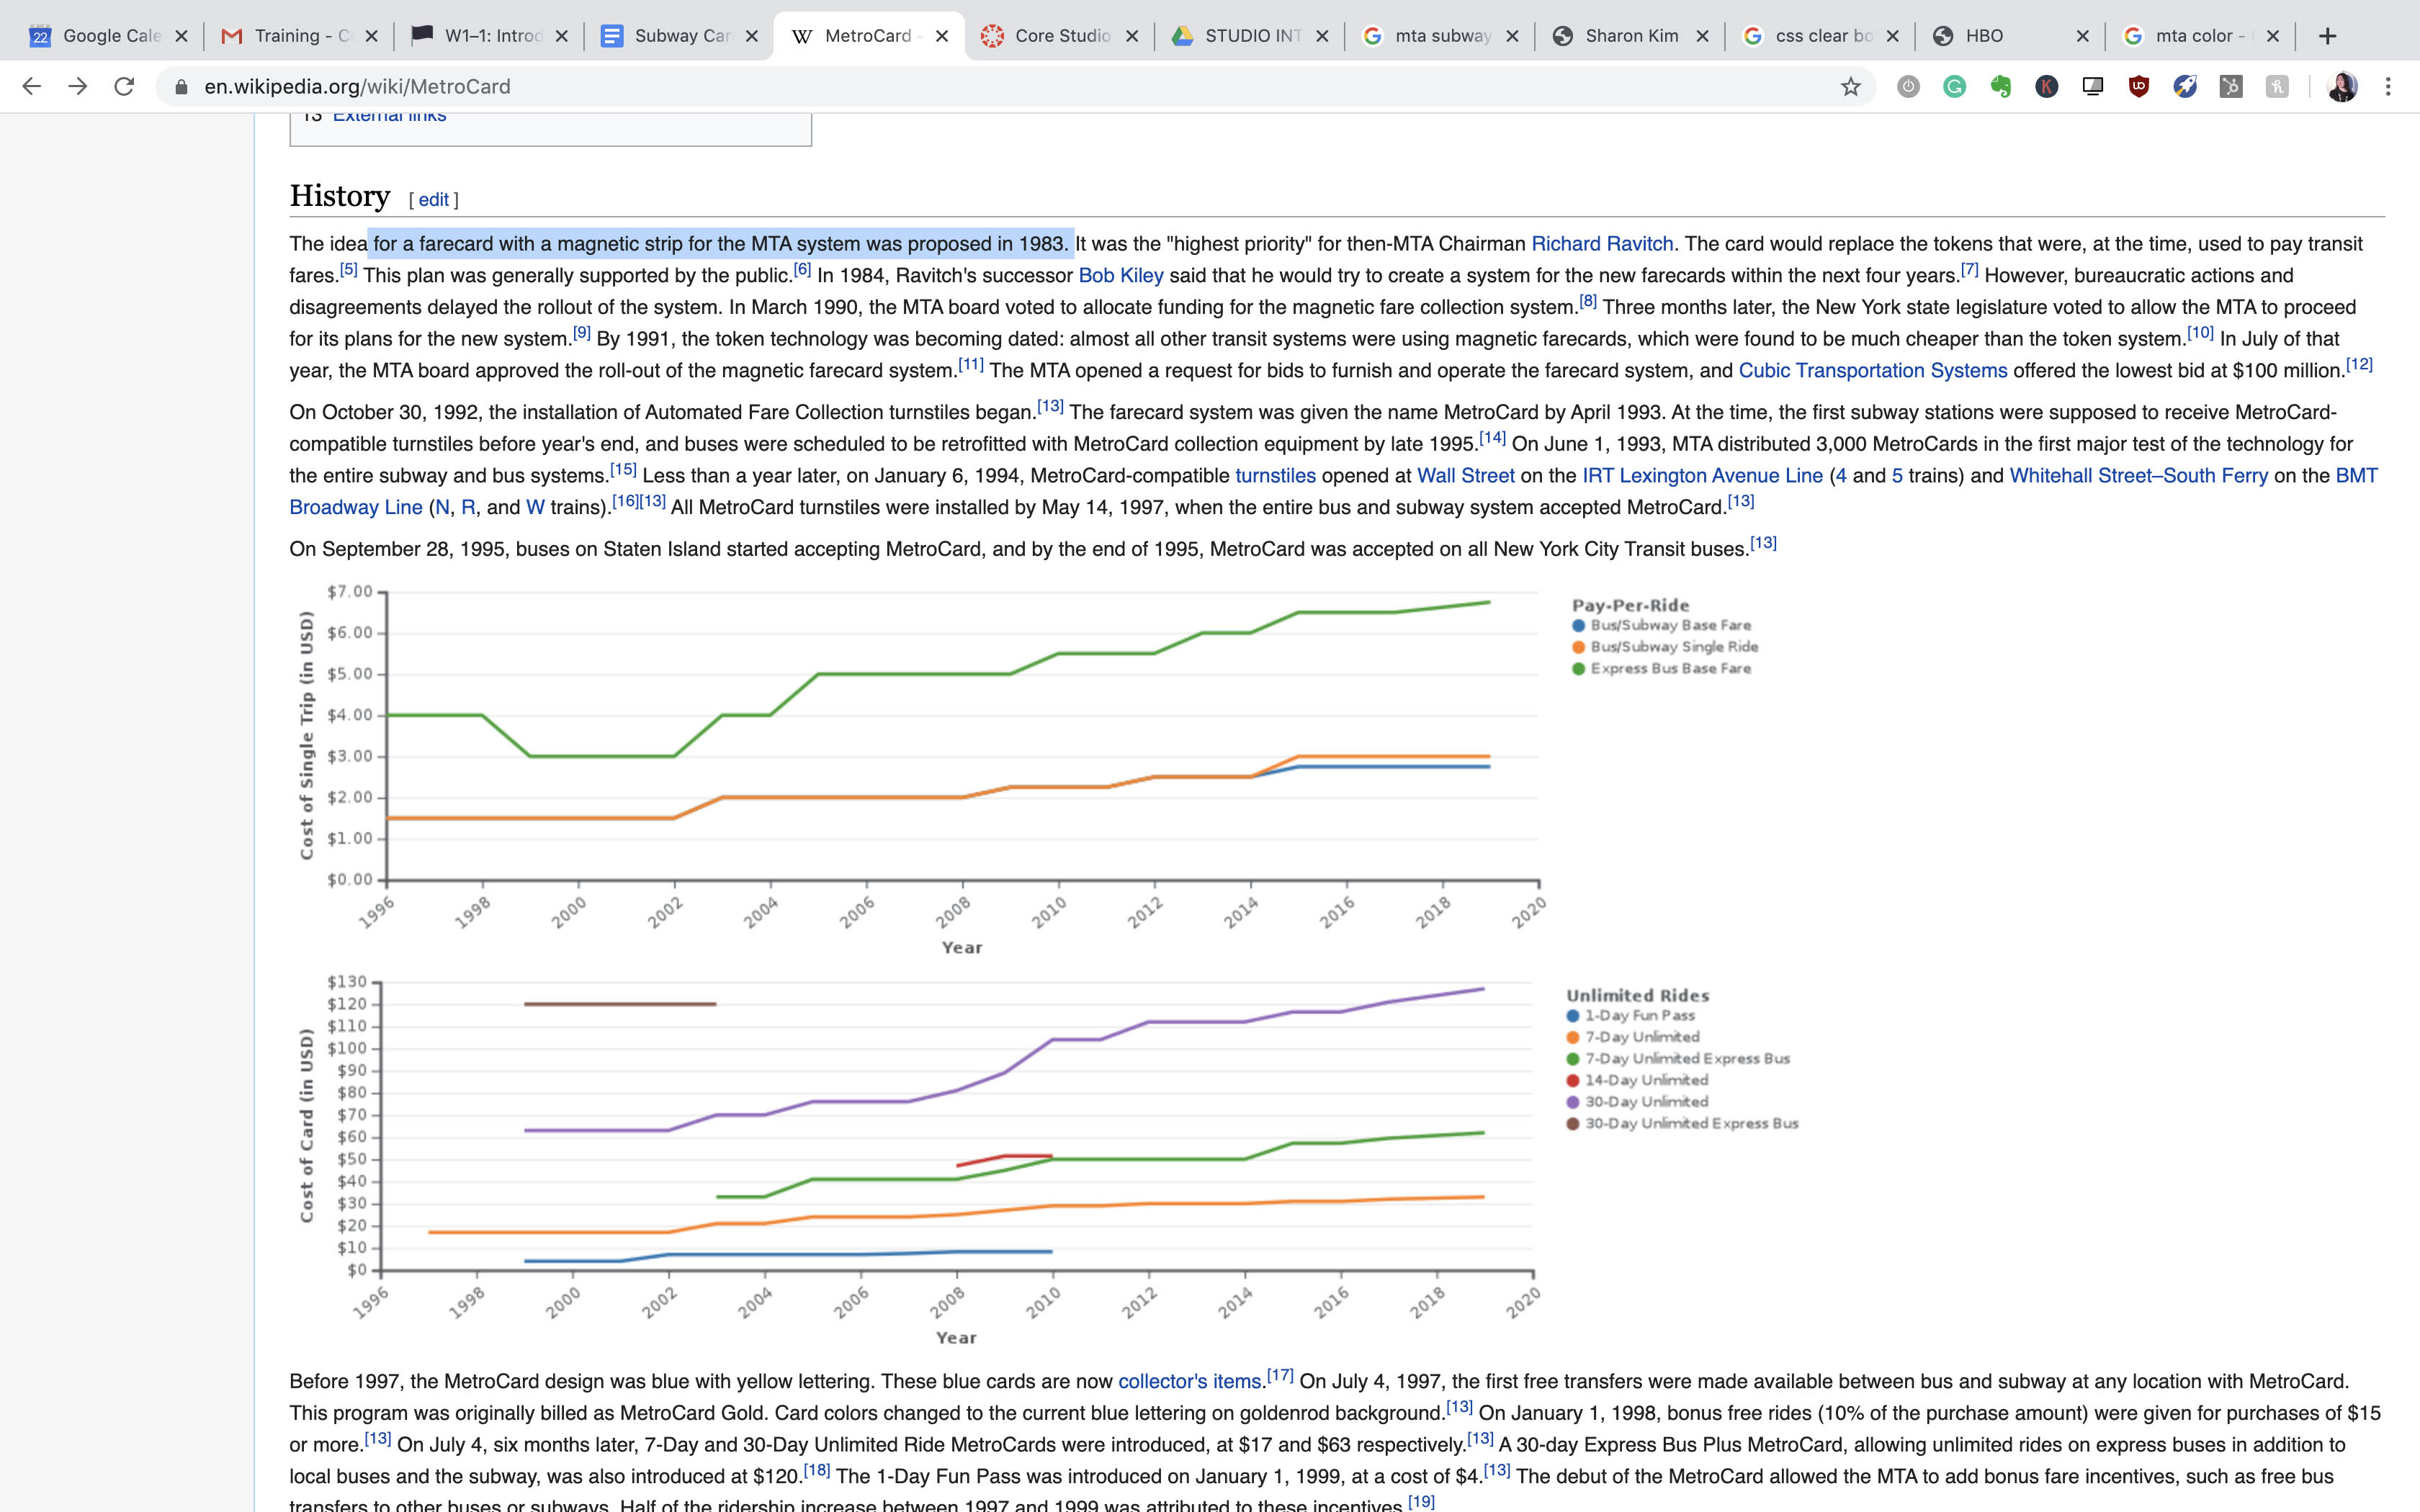 22 Google Cale
Training - C
W1–1: Introd
Subway Car
W MetroCard -
Core Studio
STUDIO INT
mta subway
Sharon Kim
css clear bo
HBO
mta color -
en.wikipedia.org/wiki/MetroCard
13 External links
History [ edit ]
The idea for a farecard with a magnetic strip for the MTA system was proposed in 1983. It was the "highest priority" for then-MTA Chairman Richard Ravitch. The card would replace the tokens that were, at the time, used to pay transit
fares.[5] This plan was generally supported by the public.[6] In 1984, Ravitch's successor Bob Kiley said that he would try to create a system for the new farecards within the next four years.[7] However, bureaucratic actions and
disagreements delayed the rollout of the system. In March 1990, the MTA board voted to allocate funding for the magnetic fare collection system.[8] Three months later, the New York state legislature voted to allow the MTA to proceed
for its plans for the new system.[9] By 1991, the token technology was becoming dated: almost all other transit systems were using magnetic farecards, which were found to be much cheaper than the token system.[10] In July of that
year, the MTA board approved the roll-out of the magnetic farecard system.[11] The MTA opened a request for bids to furnish and operate the farecard system, and Cubic Transportation Systems offered the lowest bid at $100 million.[12]
On October 30, 1992, the installation of Automated Fare Collection turnstiles began.[13] The farecard system was given the name MetroCard by April 1993. At the time, the first subway stations were supposed to receive MetroCard-
compatible turnstiles before year's end, and buses were scheduled to be retrofitted with MetroCard collection equipment by late 1995.[14] On June 1, 1993, MTA distributed 3,000 MetroCards in the first major test of the technology for
the entire subway and bus systems.[15] Less than a year later, on January 6, 1994, MetroCard-compatible turnstiles opened at Wall Street on the IRT Lexington Avenue Line (4 and 5 trains) and Whitehall Street–South Ferry on the BMT
Broadway Line (N, R, and W trains).[16][13] All MetroCard turnstiles were installed by May 14, 1997, when the entire bus and subway system accepted MetroCard.[13]
On September 28, 1995, buses on Staten Island started accepting MetroCard, and by the end of 1995, MetroCard was accepted on all New York City Transit buses.[13]
Cost of Single Trip (in USD)
$7.00
$6.00
$5.00
$4.00
$3.00
$2.00
$1.00
$0.00
1996 1998 2000 2002 2004 2006 2008 2010 2012 2014 2016 2018 2020
Year
Pay-Per-Ride
Bus/Subway Base Fare
Bus/Subway Single Ride
Express Bus Base Fare
Cost of Card (in USD)
$130
$120
$110
$100
$90
$80
$70
$60
$50
$40
$30
$20
$10
$0
1996 1998 2000 2002 2004 2006 2008 2010 2012 2014 2016 2018 2020
Year
Unlimited Rides
1-Day Fun Pass
7-Day Unlimited
7-Day Unlimited Express Bus
14-Day Unlimited
30-Day Unlimited
30-Day Unlimited Express Bus
Before 1997, the MetroCard design was blue with yellow lettering. These blue cards are now collector's items.[17] On July 4, 1997, the first free transfers were made available between bus and subway at any location with MetroCard.
This program was originally billed as MetroCard Gold. Card colors changed to the current blue lettering on goldenrod background.[13] On January 1, 1998, bonus free rides (10% of the purchase amount) were given for purchases of $15
or more.[13] On July 4, six months later, 7-Day and 30-Day Unlimited Ride MetroCards were introduced, at $17 and $63 respectively.[13] A 30-day Express Bus Plus MetroCard, allowing unlimited rides on express buses in addition to
local buses and the subway, was also introduced at $120.[18] The 1-Day Fun Pass was introduced on January 1, 1999, at a cost of $4.[13] The debut of the MetroCard allowed the MTA to add bonus fare incentives, such as free bus
transfers to other buses or subways. Half of the ridership increase between 1997 and 1999 was attributed to these incentives.[19]